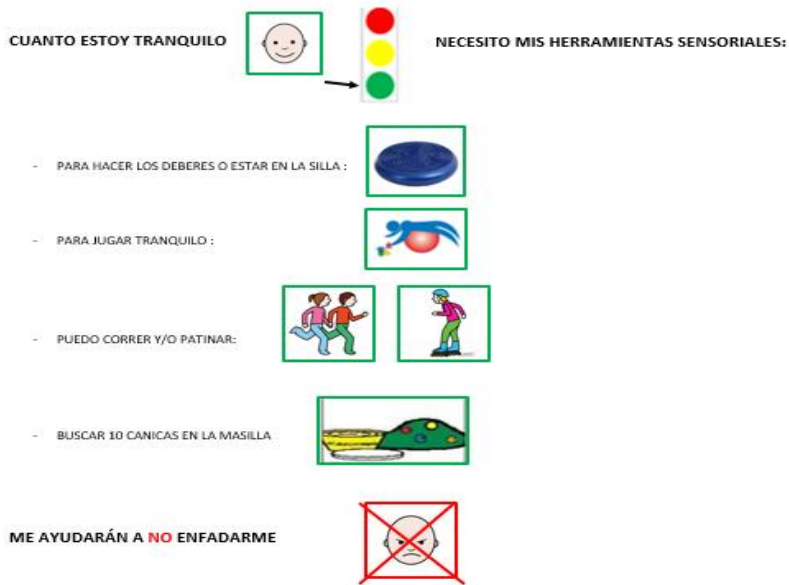 CUANTO ESTOY TRANQUILO NECESITO MIS HERRAMIENTAS SENSORIALES:
- PARA HACER LOS DEBERES O ESTAR EN LA SILLA :
- PARA JUGAR TRANQUILO :
- PUEDO CORRER Y/O PATINAR:
- BUSCAR 10 CANICAS EN LA MASILLA
ME AYUDARÁN A NO ENFADARME